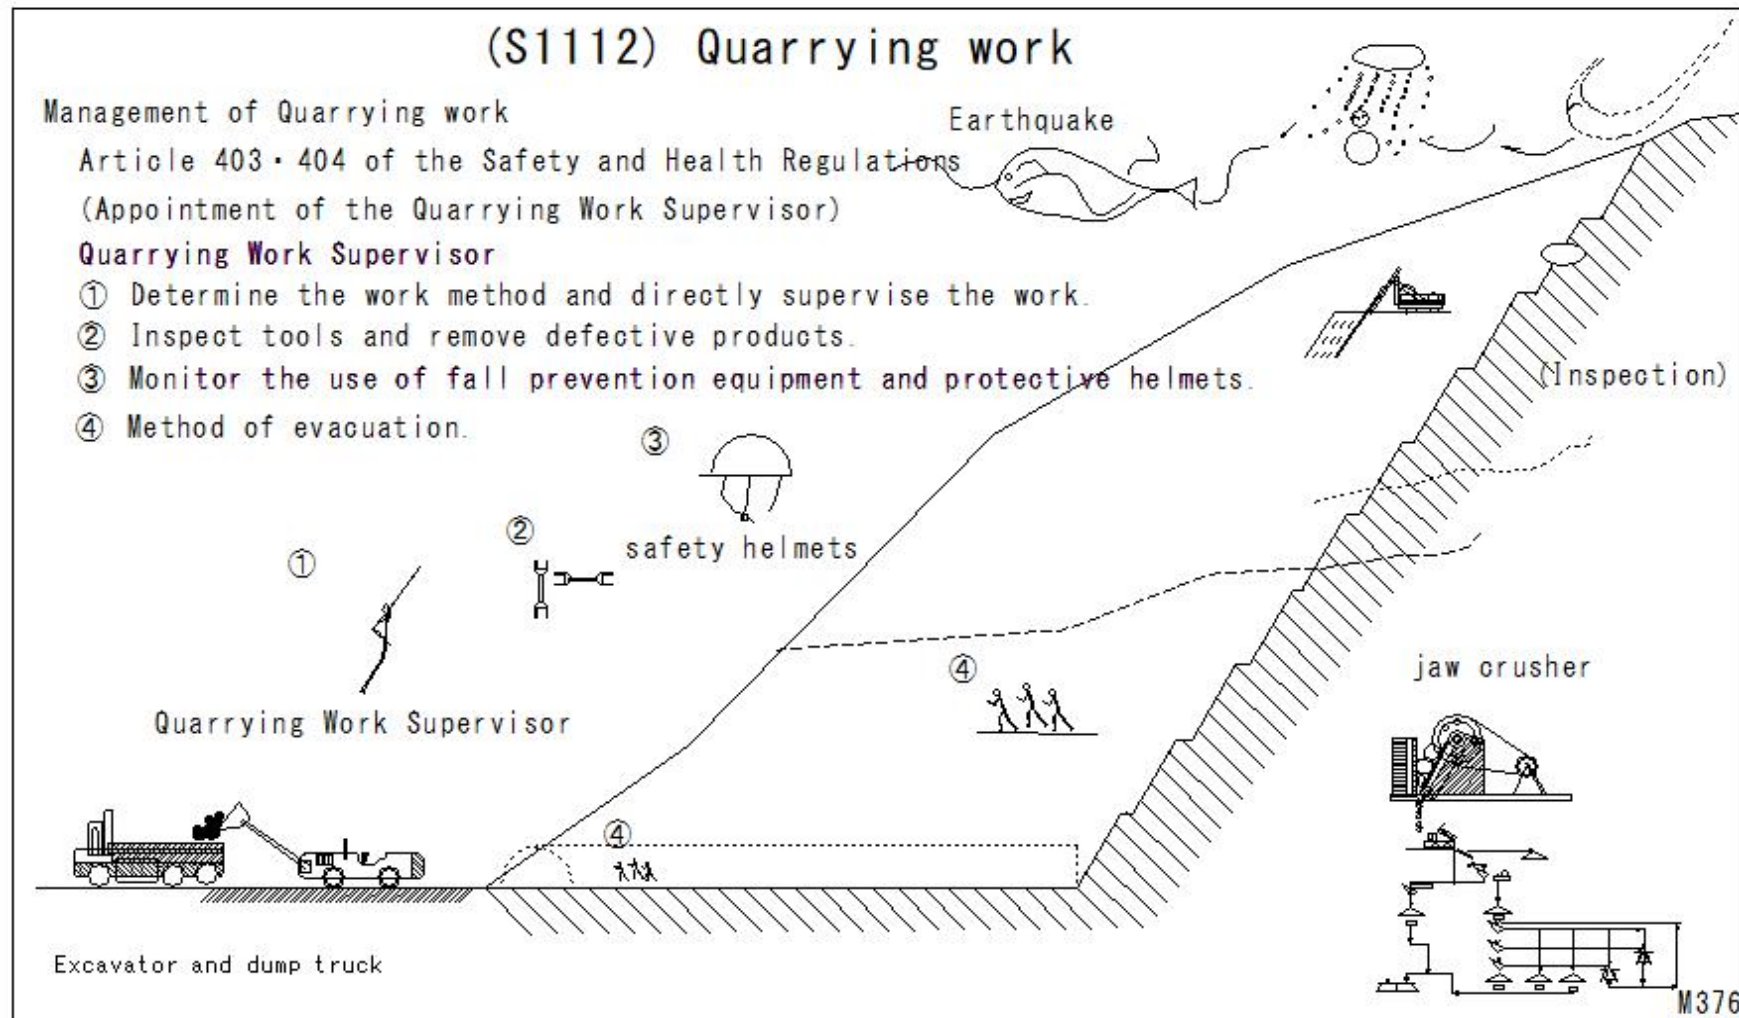 (S1112) Quarrying work
Management of Quarrying work
Earthquake
Article 403・404 of the Safety and Health Regulations
(Appointment of the Quarrying Work Supervisor)
Quarrying Work Supervisor
① Determine the work method and directly supervise the work.
② Inspect tools and remove defective products.
③ Monitor the use of fall prevention equipment and protective helmets.
(Inspection)
④ Method of evacuation.
③
②
safety helmets
①
④
jaw crusher
Quarrying Work Supervisor
④
Excavator and dump truck
M376